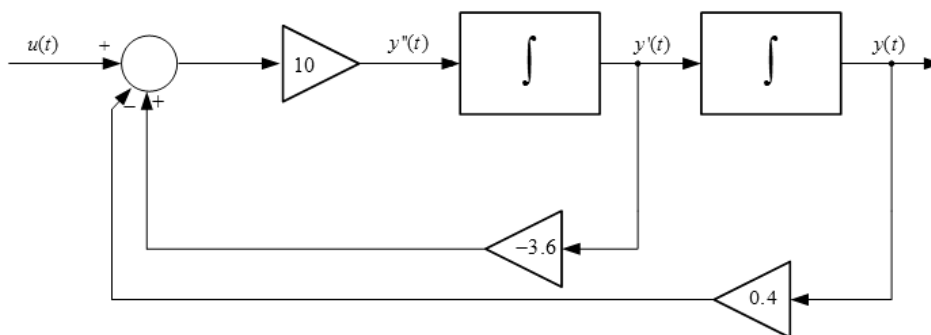 u(t) + 10 y''(t) ∫ y'(t) ∫ y(t)
− +
−3.6
0.4